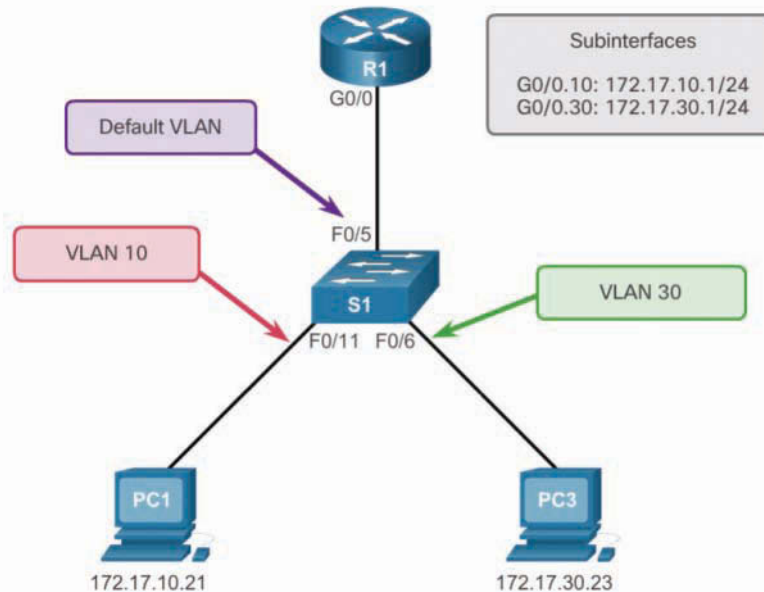 R1
G0/0
Subinterfaces
G0/0.10: 172.17.10.1/24
G0/0.30: 172.17.30.1/24
Default VLAN
F0/5
VLAN 10
VLAN 30
S1
F0/11 F0/6
PC1
PC3
172.17.10.21
172.17.30.23